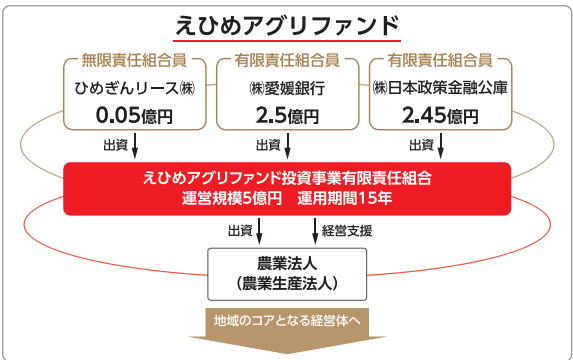 えひめアグリファンド
無限責任組合員
ひめぎんリース㈱
0.05億円
有限責任組合員
㈱愛媛銀行
2.5億円
有限責任組合員
㈱日本政策金融公庫
2.45億円
出資
出資
出資
えひめアグリファンド投資事業有限責任組合
運営規模5億円　運用期間15年
出資
経営支援
農業法人
（農業生産法人）
地域のコアとなる経営体へ